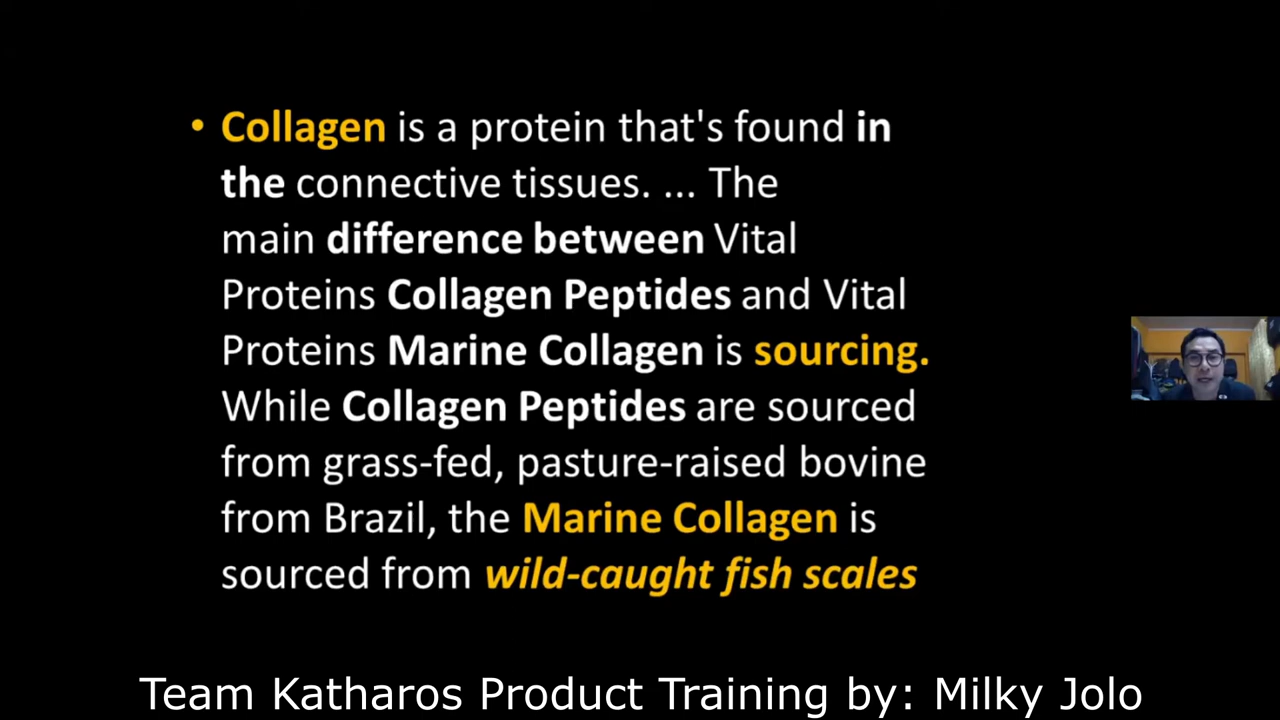 • Collagen is a protein that's found in
the connective tissues. ... The
main difference between Vital
Proteins Collagen Peptides and Vital
Proteins Marine Collagen is sourcing.
While Collagen Peptides are sourced
from grass-fed, pasture-raised bovine
from Brazil, the Marine Collagen is
sourced from wild-caught fish scales
Team Katharos Product Training by: Milky Jolo